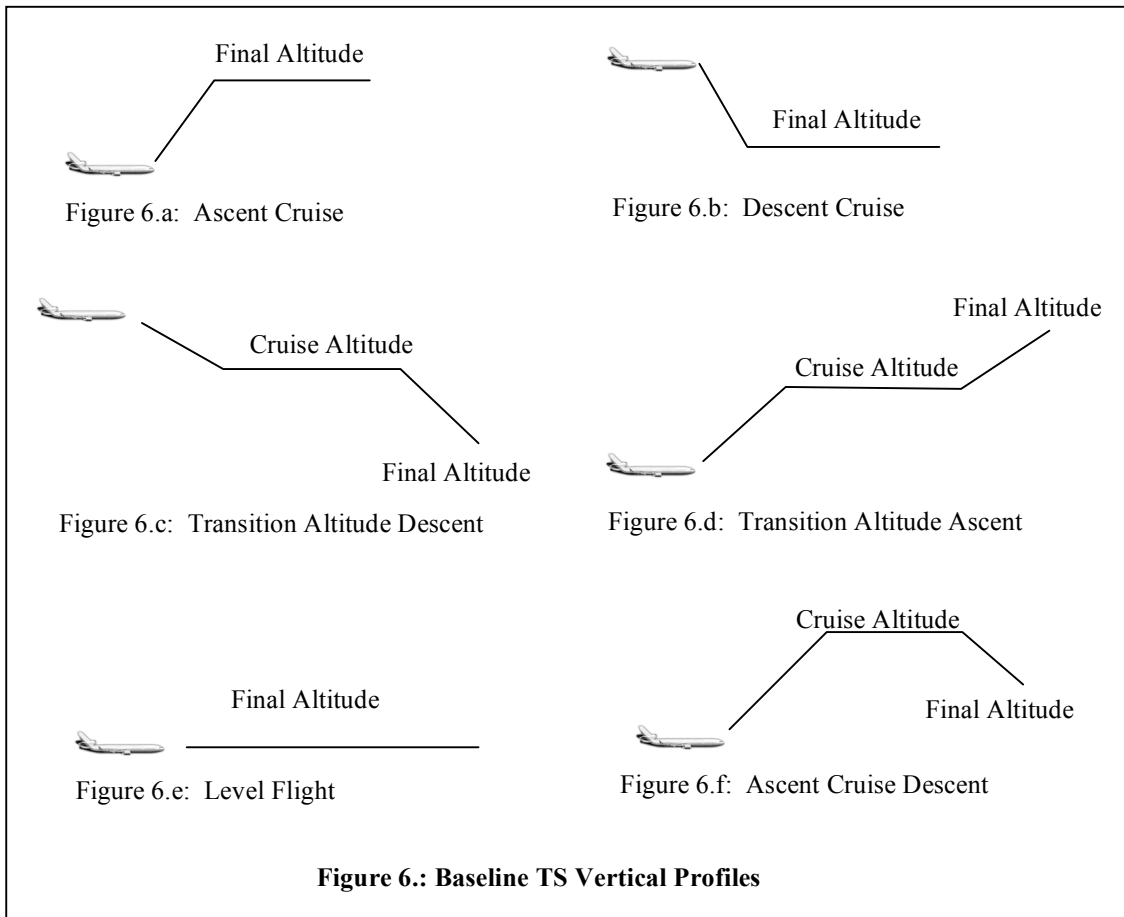 Final Altitude
Final Altitude
Figure 6.a:  Ascent Cruise
Figure 6.b:  Descent Cruise
Cruise Altitude
Final Altitude
Figure 6.c:  Transition Altitude Descent
Final Altitude
Cruise Altitude
Figure 6.d:  Transition Altitude Ascent
Final Altitude
Figure 6.e:  Level Flight
Cruise Altitude
Final Altitude
Figure 6.f:  Ascent Cruise Descent
Figure 6.: Baseline TS Vertical Profiles